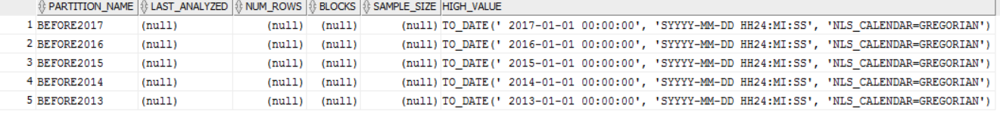 PARTITION_NAME LAST_ANALYZED NUM_ROWS BLOCKS SAMPLE_SIZE HIGH_VALUE
1 BEFORE2017 (null) (null) (null) (null) TO_DATE(' 2017-01-01 00:00:00', 'SYYYY-MM-DD HH24:MI:SS', 'NLS_CALENDAR=GREGORIAN')
2 BEFORE2016 (null) (null) (null) (null) TO_DATE(' 2016-01-01 00:00:00', 'SYYYY-MM-DD HH24:MI:SS', 'NLS_CALENDAR=GREGORIAN')
3 BEFORE2015 (null) (null) (null) (null) TO_DATE(' 2015-01-01 00:00:00', 'SYYYY-MM-DD HH24:MI:SS', 'NLS_CALENDAR=GREGORIAN')
4 BEFORE2014 (null) (null) (null) (null) TO_DATE(' 2014-01-01 00:00:00', 'SYYYY-MM-DD HH24:MI:SS', 'NLS_CALENDAR=GREGORIAN')
5 BEFORE2013 (null) (null) (null) (null) TO_DATE(' 2013-01-01 00:00:00', 'SYYYY-MM-DD HH24:MI:SS', 'NLS_CALENDAR=GREGORIAN')